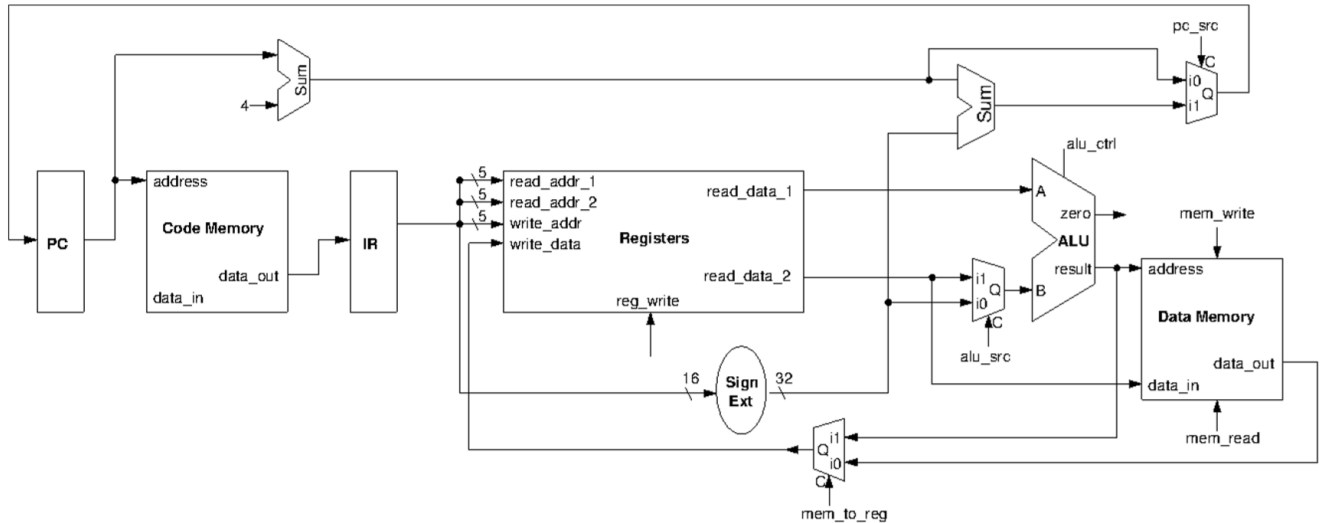 pc_src
C
i0
Q
i1
Sum
4
Sum
alu_ctrl
PC
address
Code Memory
data_out
data_in
IR
5
read_addr_1
5
read_addr_2
5
write_addr
write_data
Registers
read_data_1
read_data_2
reg_write
A
zero
ALU
result
B
i1
Q
i0
C
alu_src
mem_write
address
Data Memory
data_out
data_in
mem_read
16
Sign
Ext
32
i1
Q
i0
C
mem_to_reg